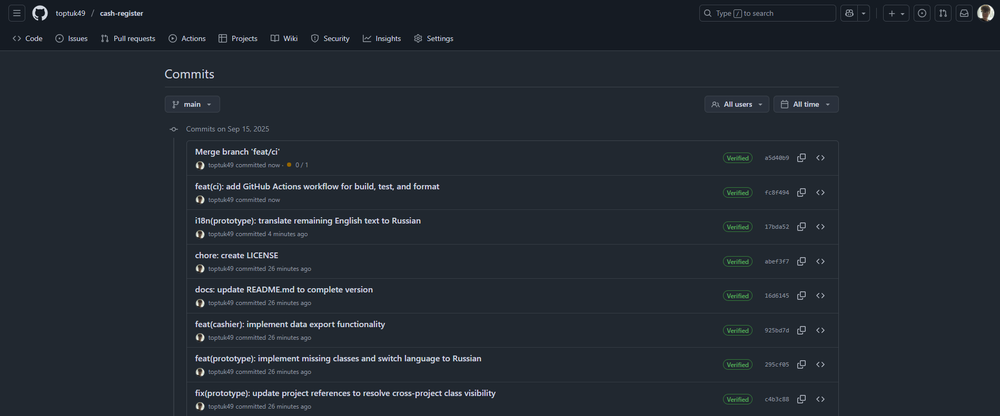 toptuk49 / cash-register
Type / to search
Code Issues Pull requests Actions Projects Wiki Security Insights Settings
Commits
main
All users All time
Commits on Sep 15, 2025
Merge branch 'feat/ci'
toptuk49 committed now · 0 / 1
Verified a5d40b9
feat(ci): add GitHub Actions workflow for build, test, and format
toptuk49 committed now
Verified fc8f494
i18n(prototype): translate remaining English text to Russian
toptuk49 committed 4 minutes ago
Verified 17bda52
chore: create LICENSE
toptuk49 committed 26 minutes ago
Verified abef3f7
docs: update README.md to complete version
toptuk49 committed 26 minutes ago
Verified 16d6145
feat(cashier): implement data export functionality
toptuk49 committed 26 minutes ago
Verified 925bd7d
feat(prototype): implement missing classes and switch language to Russian
toptuk49 committed 26 minutes ago
Verified 295cf05
fix(prototype): update project references to resolve cross-project class visibility
toptuk49 committed 26 minutes ago
Verified c4b3c88